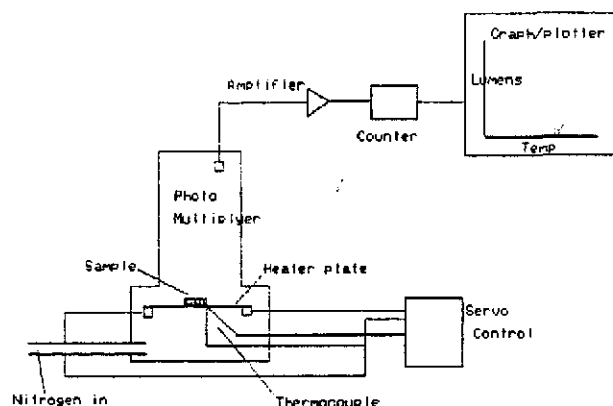 Graph/plotter
Lumens
Temp
Amplifier
Counter
Photo
Multiplyer
Sample
Heater plate
Servo
Control
Nitrogen in
Thermocouple